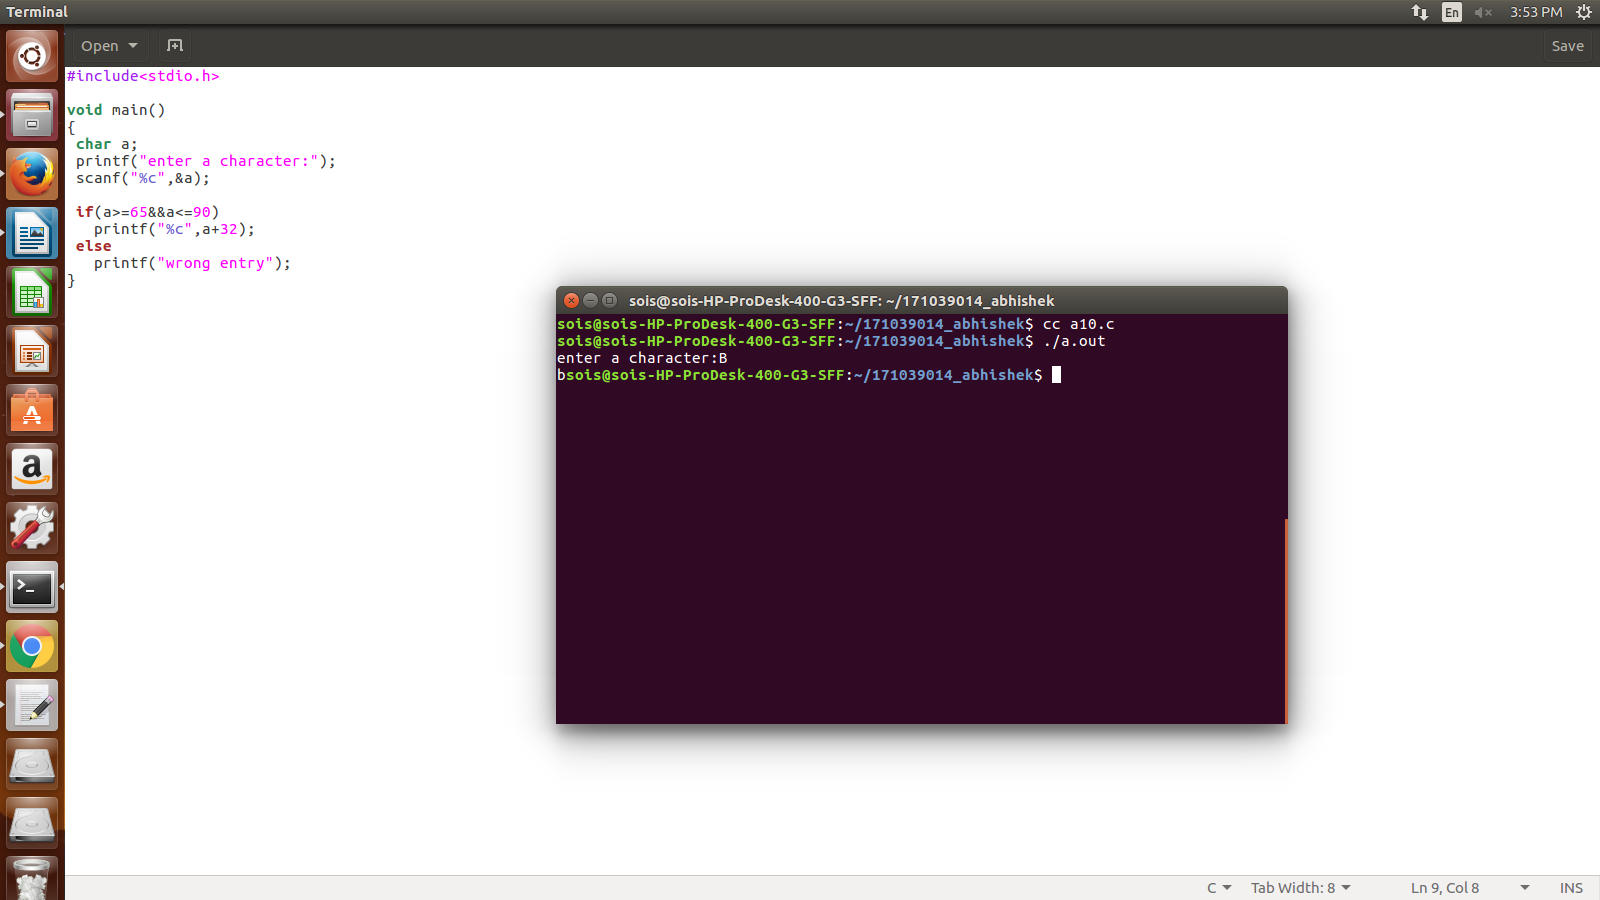 Terminal
En
3:53 PM
Open
Save
#include<stdio.h>
void main()
{
 char a;
 printf("enter a character:");
 scanf("%c",&a);
 if(a>=65&&a<=90)
   printf("%c",a+32);
 else
   printf("wrong entry");
}
sois@sois-HP-ProDesk-400-G3-SFF: ~/171039014_abhishek
sois@sois-HP-ProDesk-400-G3-SFF:~/171039014_abhishek$ cc a10.c
sois@sois-HP-ProDesk-400-G3-SFF:~/171039014_abhishek$ ./a.out
enter a character:B
bsois@sois-HP-ProDesk-400-G3-SFF:~/171039014_abhishek$
C
Tab Width: 8
Ln 9, Col 8
INS